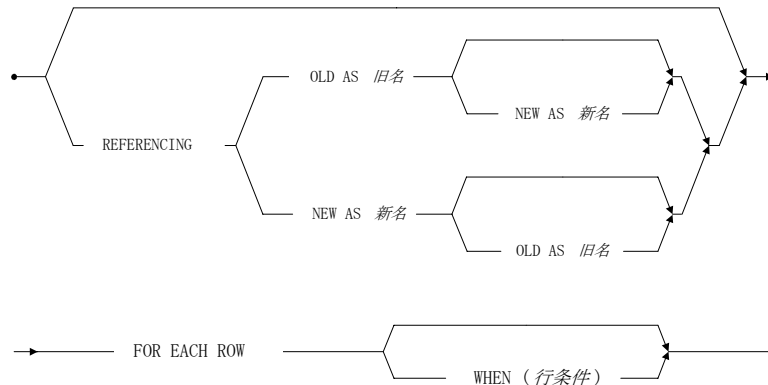 OLD AS 旧名
NEW AS 新名
REFERENCING
NEW AS 新名
OLD AS 旧名
FOR EACH ROW
WHEN (行条件)